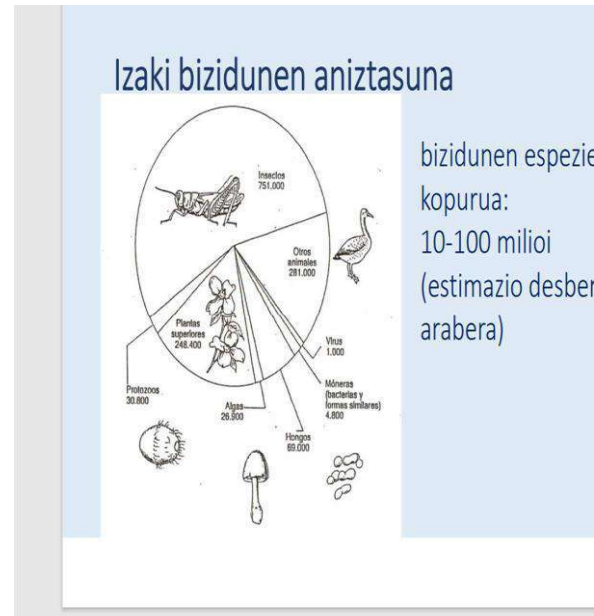 Izaki bizidunen aniztasuna
Insectos
751.000
Otros
animales
281.000
Plantas
superiores
248.400
Virus
1.000
Móneras
(bacterias y
formas similares)
4.800
Protozoos
30.800
Algas
26.900
Hongos
69.000
bizidunen espezie
kopurua:
10-100 milioi
(estimazio desber
arabera)